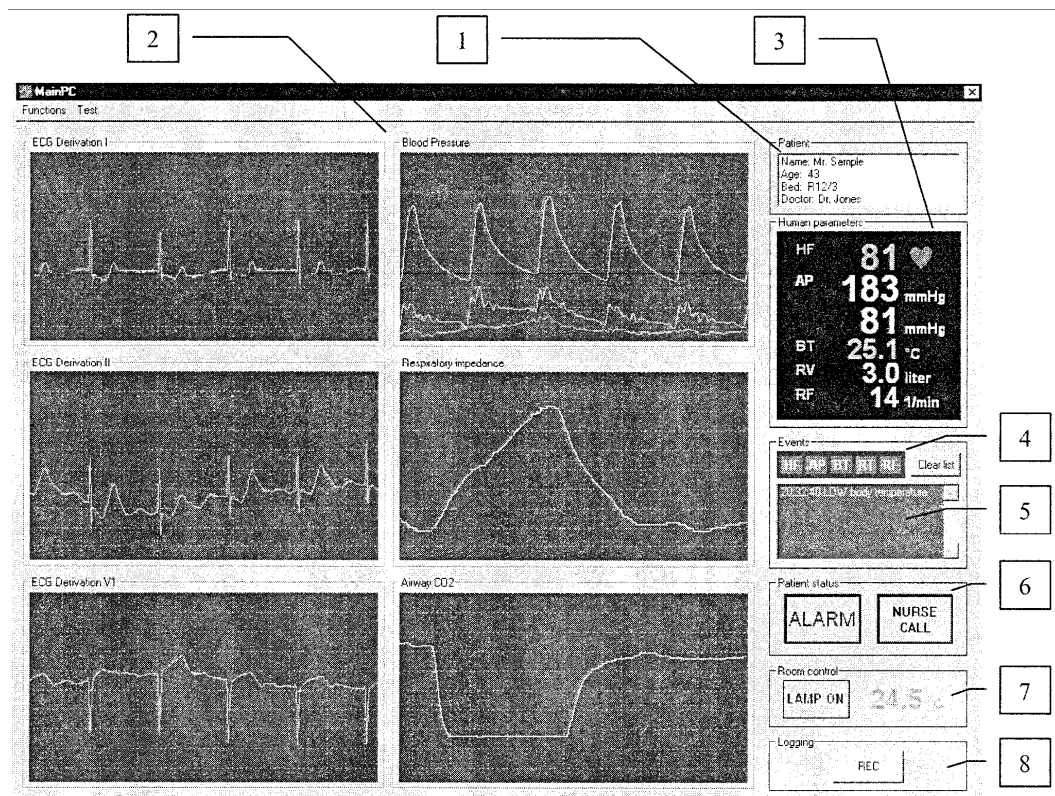 2
1
3
MainPC
Functions Test
ECG Derivation I
Blood Pressure
Patient
Name: Mr. Sample
Age: 43
Bed: R12/3
Doctor: Dr. Jones
Human parameters
HF 81
AP 183 mmHg
81 mmHg
BT 25.1 °C
RV 3.0 liter
RF 14 1/min
ECG Derivation II
Respiratory impedance
4
Events
HF AP BT
Clear list
LOW body temperature
5
6
ECG Derivation V1
Airway CO2
Patient status
ALARM
NURSE
CALL
Room control
LAMP ON 24.5 °C
7
Logging
REC
8